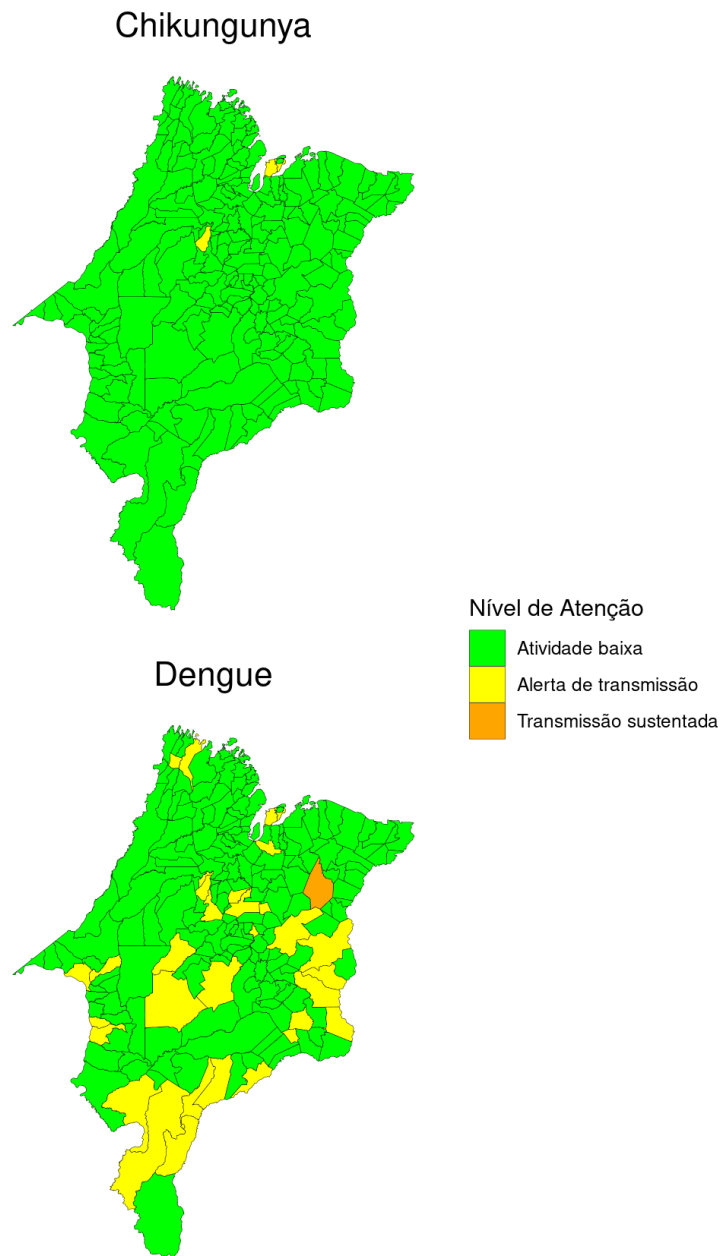 Chikungunya
Nível de Atenção
Atividade baixa
Alerta de transmissão
Transmissão sustentada
Dengue